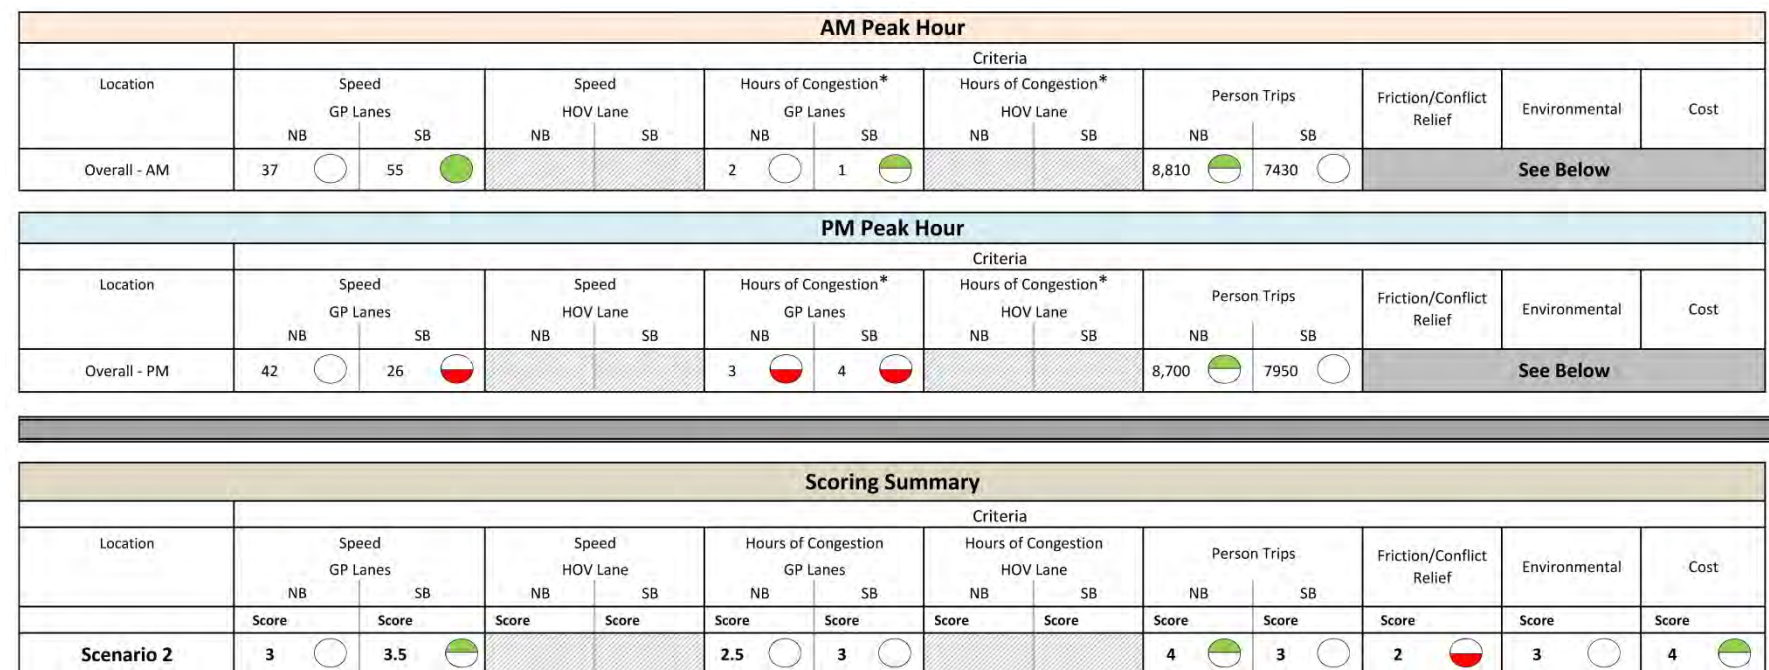 AM Peak Hour
Criteria
Location Speed Speed Hours of Congestion* Hours of Congestion* Person Trips Friction/Conflict Relief Environmental Cost
GP Lanes HOV Lane GP Lanes HOV Lane
NB SB NB SB NB SB NB SB NB SB
Overall - AM 37 55 2 1 8,810 7430 See Below
PM Peak Hour
Criteria
Location Speed Speed Hours of Congestion* Hours of Congestion* Person Trips Friction/Conflict Relief Environmental Cost
GP Lanes HOV Lane GP Lanes HOV Lane
NB SB NB SB NB SB NB SB NB SB
Overall - PM 42 26 3 4 8,700 7950 See Below
Scoring Summary
Criteria
Location Speed Speed Hours of Congestion Hours of Congestion Person Trips Friction/Conflict Relief Environmental Cost
GP Lanes HOV Lane GP Lanes HOV Lane
NB SB NB SB NB SB NB SB NB SB
Score Score Score Score Score Score Score Score Score Score Score Score Score
Scenario 2 3 3.5 2.5 3 4 3 2 3 4